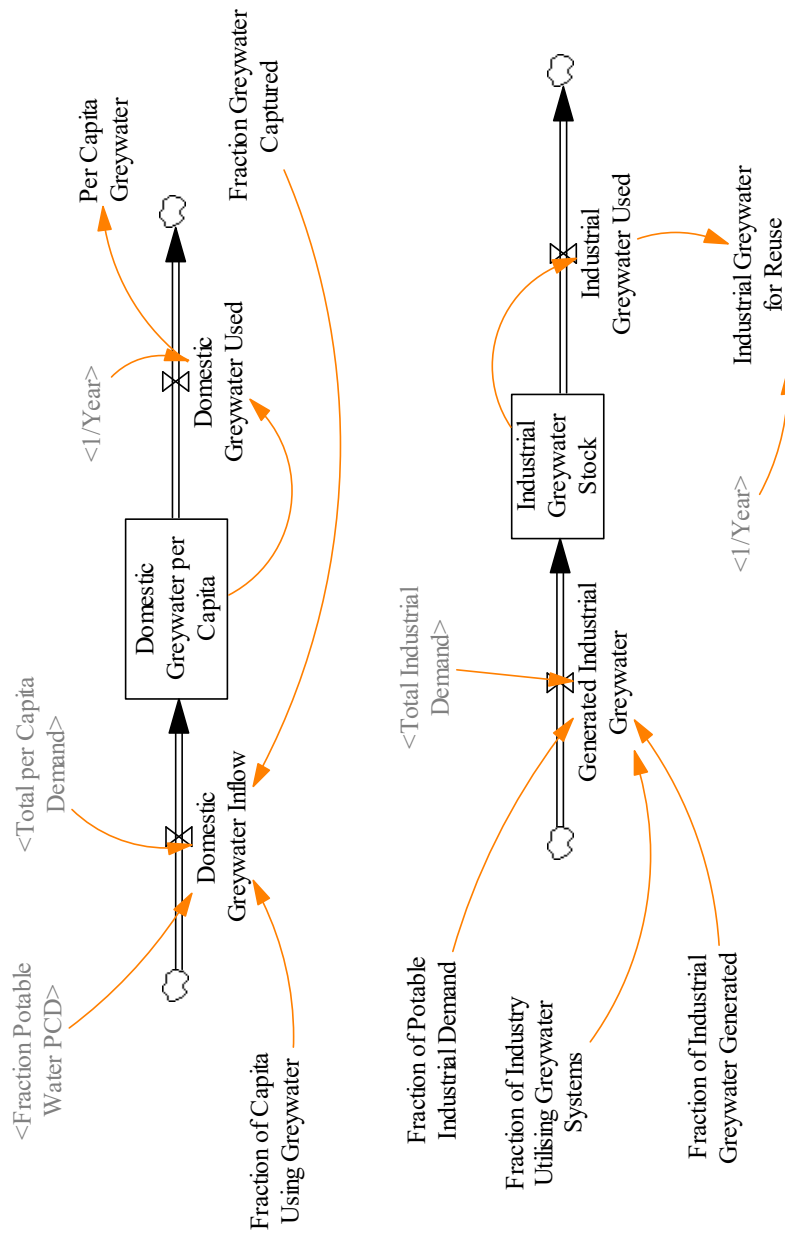 <Fraction Potable
Water PCD>
<Total per Capita
Demand>
<1/Year>
Per Capita
Greywater
Domestic
Greywater Inflow
Domestic
Greywater per
Capita
Domestic
Greywater Used
Fraction of Capita
Using Greywater
Fraction Greywater
Captured
Fraction of Potable
Industrial Demand
<Total Industrial
Demand>
Generated Industrial
Greywater
Industrial
Greywater
Stock
Industrial
Greywater Used
Fraction of Industry
Utilising Greywater
Systems
Fraction of Industrial
Greywater Generated
<1/Year>
Industrial Greywater
for Reuse